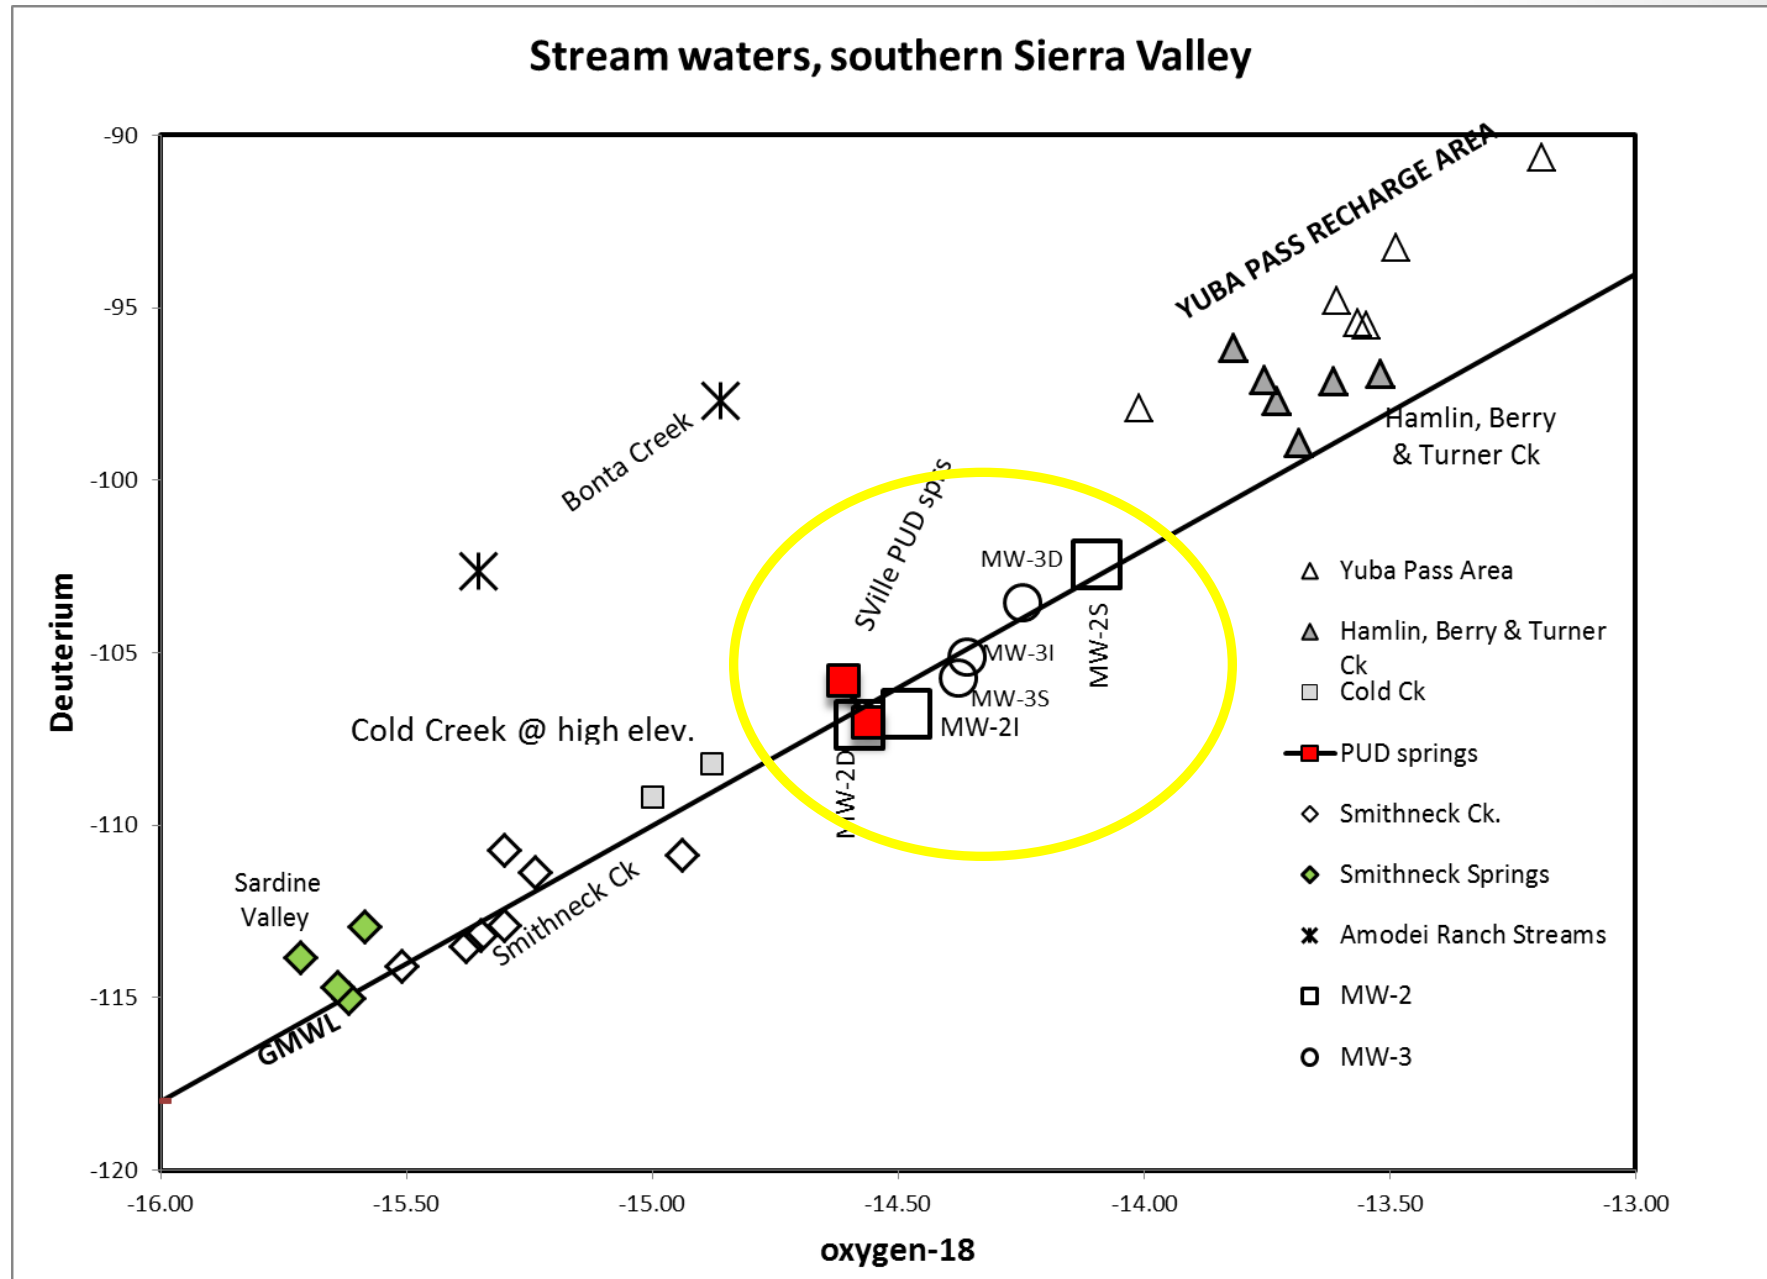 Stream waters, southern Sierra Valley
Deuterium
-90
-95
-100
-105
-110
-115
-120
YUBA PASS RECHARGE AREA
Hamlin, Berry
& Turner Ck
Bonta Creek
SVille PUD sprs
MW-3D
MW-2S
MW-3I
MW-3S
MW-2I
MW-2D
Cold Creek @ high elev.
Smithneck Ck
Sardine
Valley
GMWL
Yuba Pass Area
Hamlin, Berry & Turner
Ck
Cold Ck
PUD springs
Smithneck Ck.
Smithneck Springs
Amodei Ranch Streams
MW-2
MW-3
-16.00
-15.50
-15.00
-14.50
-14.00
-13.50
-13.00
oxygen-18